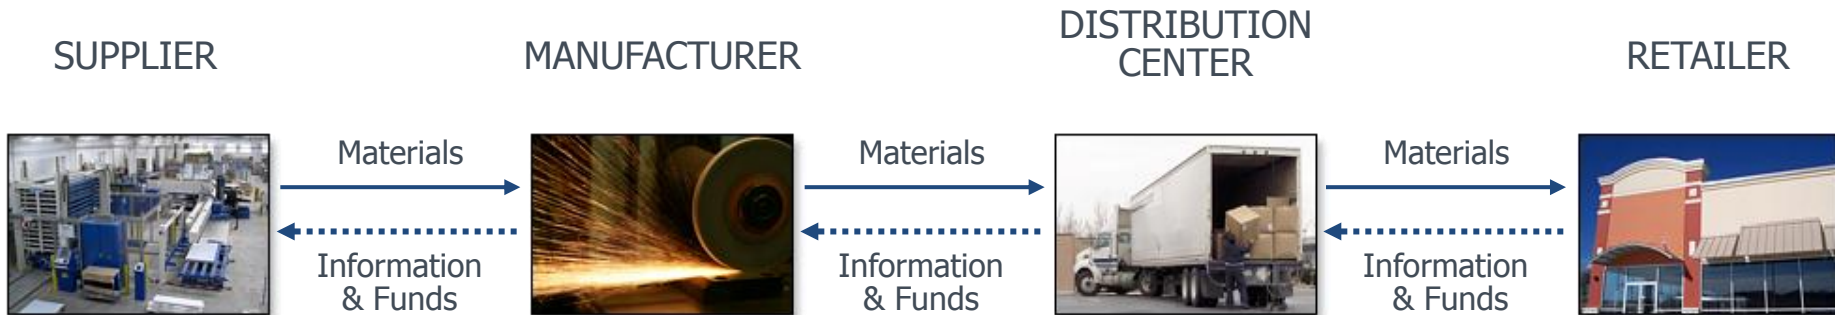 SUPPLIER
MANUFACTURER
DISTRIBUTION
CENTER
RETAILER
Materials
Information
& Funds
Materials
Information
& Funds
Materials
Information
& Funds